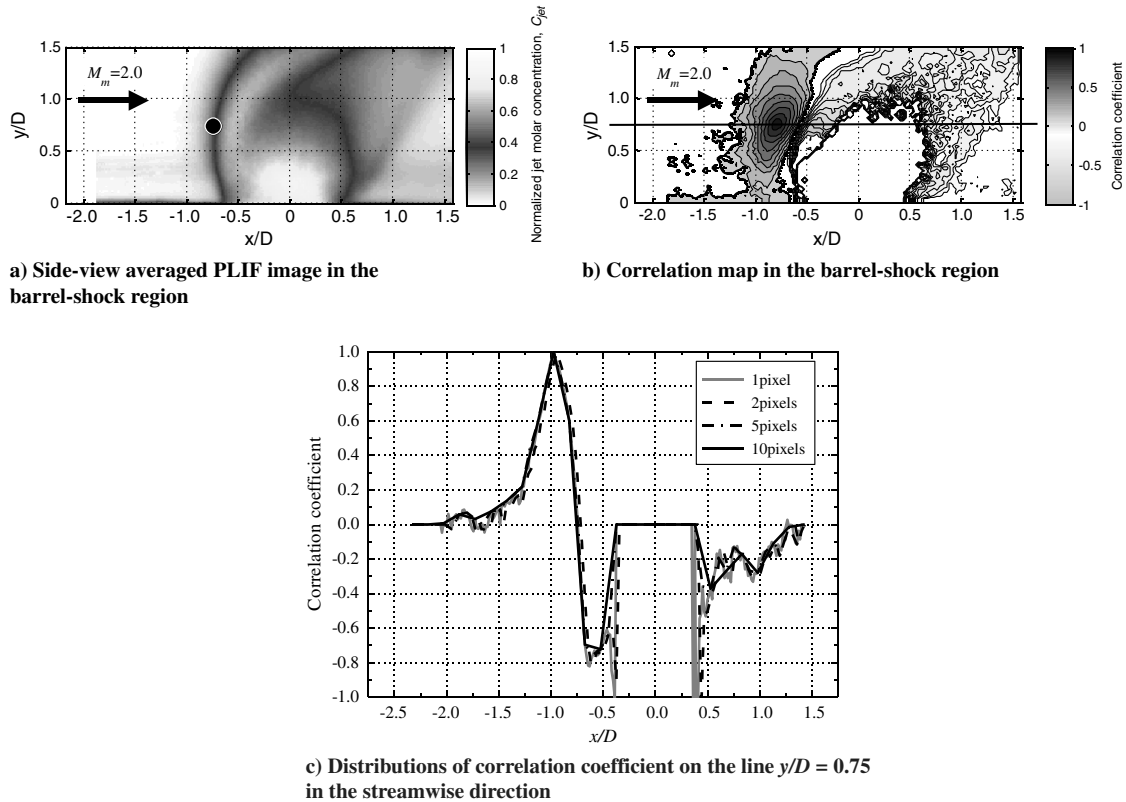 Normalized jet molar concentration, C_jet
1.5
1.0
0.5
0
y/D
M_m=2.0
-2.0 -1.5 -1.0 -0.5 0 0.5 1.0 1.5
x/D
1
0.8
0.6
0.4
0.2
0
a) Side-view averaged PLIF image in the
barrel-shock region
1.5
1.0
0.5
0
y/D
M_m=2.0
-2.0 -1.5 -1.0 -0.5 0 0.5 1.0 1.5
x/D
1
0.5
0
-0.5
-1
Correlation coefficient
b) Correlation map in the barrel-shock region
1.0
0.8
0.6
0.4
0.2
0.0
-0.2
-0.4
-0.6
-0.8
-1.0
Correlation coefficient
1pixel
2pixels
5pixels
10pixels
-2.5 -2.0 -1.5 -1.0 -0.5 0.0 0.5 1.0 1.5
x/D
c) Distributions of correlation coefficient on the line y/D = 0.75
in the streamwise direction